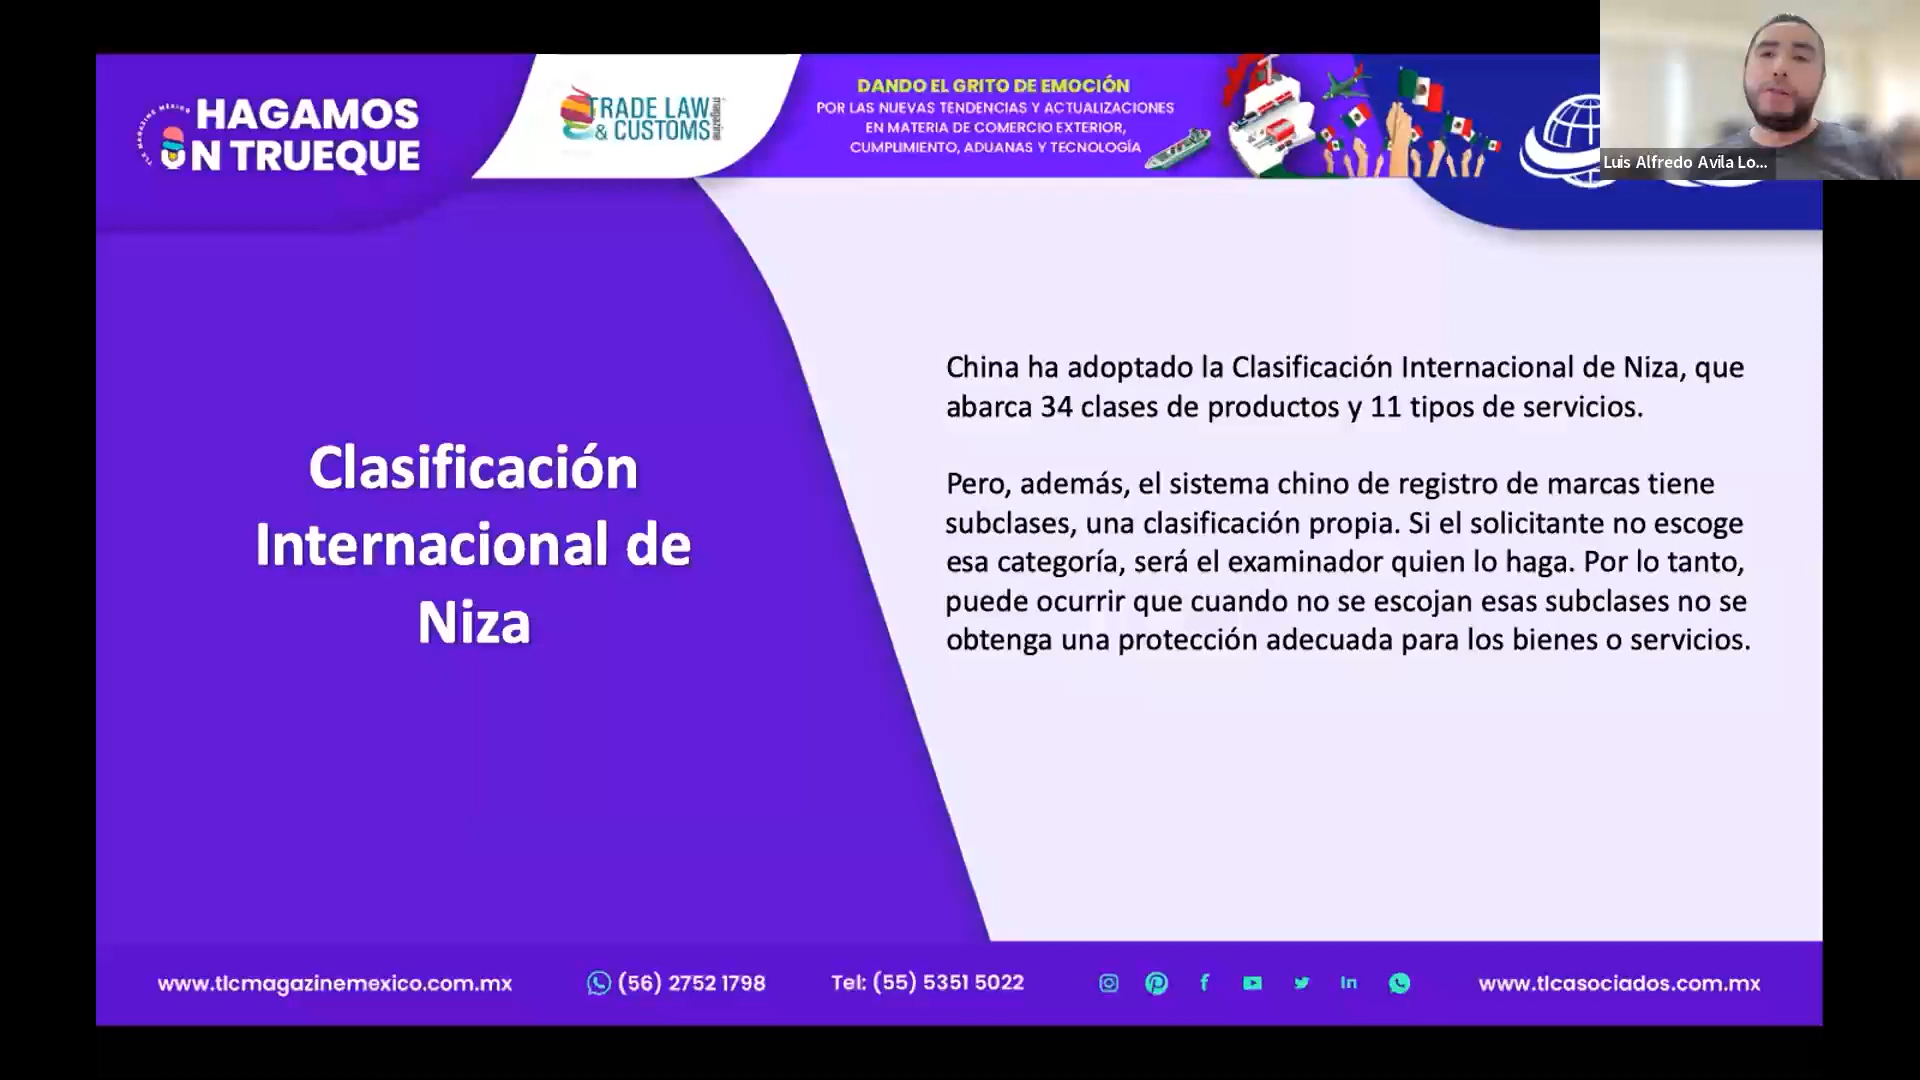 TLC MAGAZINE MÉXICO
HAGAMOS
UN TRUEQUE
TRADE LAW
& CUSTOMS
magazine
DANDO EL GRITO DE EMOCIÓN
POR LAS NUEVAS TENDENCIAS Y ACTUALIZACIONES
EN MATERIA DE COMERCIO EXTERIOR,
CUMPLIMIENTO, ADUANAS Y TECNOLOGÍA
Luis Alfredo Avila Lo...
Clasificación
Internacional de
Niza
China ha adoptado la Clasificación Internacional de Niza, que
abarca 34 clases de productos y 11 tipos de servicios.
Pero, además, el sistema chino de registro de marcas tiene
subclases, una clasificación propia. Si el solicitante no escoge
esa categoría, será el examinador quien lo haga. Por lo tanto,
puede ocurrir que cuando no se escojan esas subclases no se
obtenga una protección adecuada para los bienes o servicios.
www.tlcmagazinemexico.com.mx
(56) 2752 1798
Tel: (55) 5351 5022
www.tlcasociados.com.mx